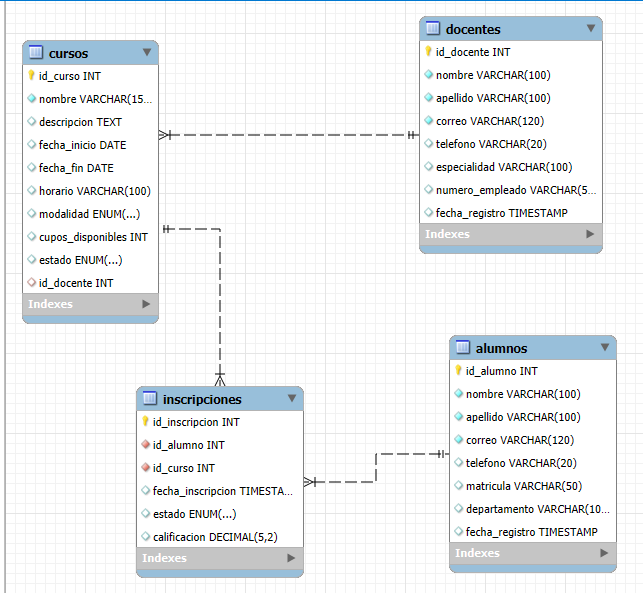 cursos
id_curso INT
nombre VARCHAR(15...
descripcion TEXT
fecha_inicio DATE
fecha_fin DATE
horario VARCHAR(100)
modalidad ENUM(...)
cupos_disponibles INT
estado ENUM(...)
id_docente INT
Indexes
docentes
id_docente INT
nombre VARCHAR(100)
apellido VARCHAR(100)
correo VARCHAR(120)
telefono VARCHAR(20)
especialidad VARCHAR(100)
numero_empleado VARCHAR(5...
fecha_registro TIMESTAMP
Indexes
inscripciones
id_inscripcion INT
id_alumno INT
id_curso INT
fecha_inscripcion TIMESTA...
estado ENUM(...)
calificacion DECIMAL(5,2)
Indexes
alumnos
id_alumno INT
nombre VARCHAR(100)
apellido VARCHAR(100)
correo VARCHAR(120)
telefono VARCHAR(20)
matricula VARCHAR(50)
departamento VARCHAR(10...
fecha_registro TIMESTAMP
Indexes